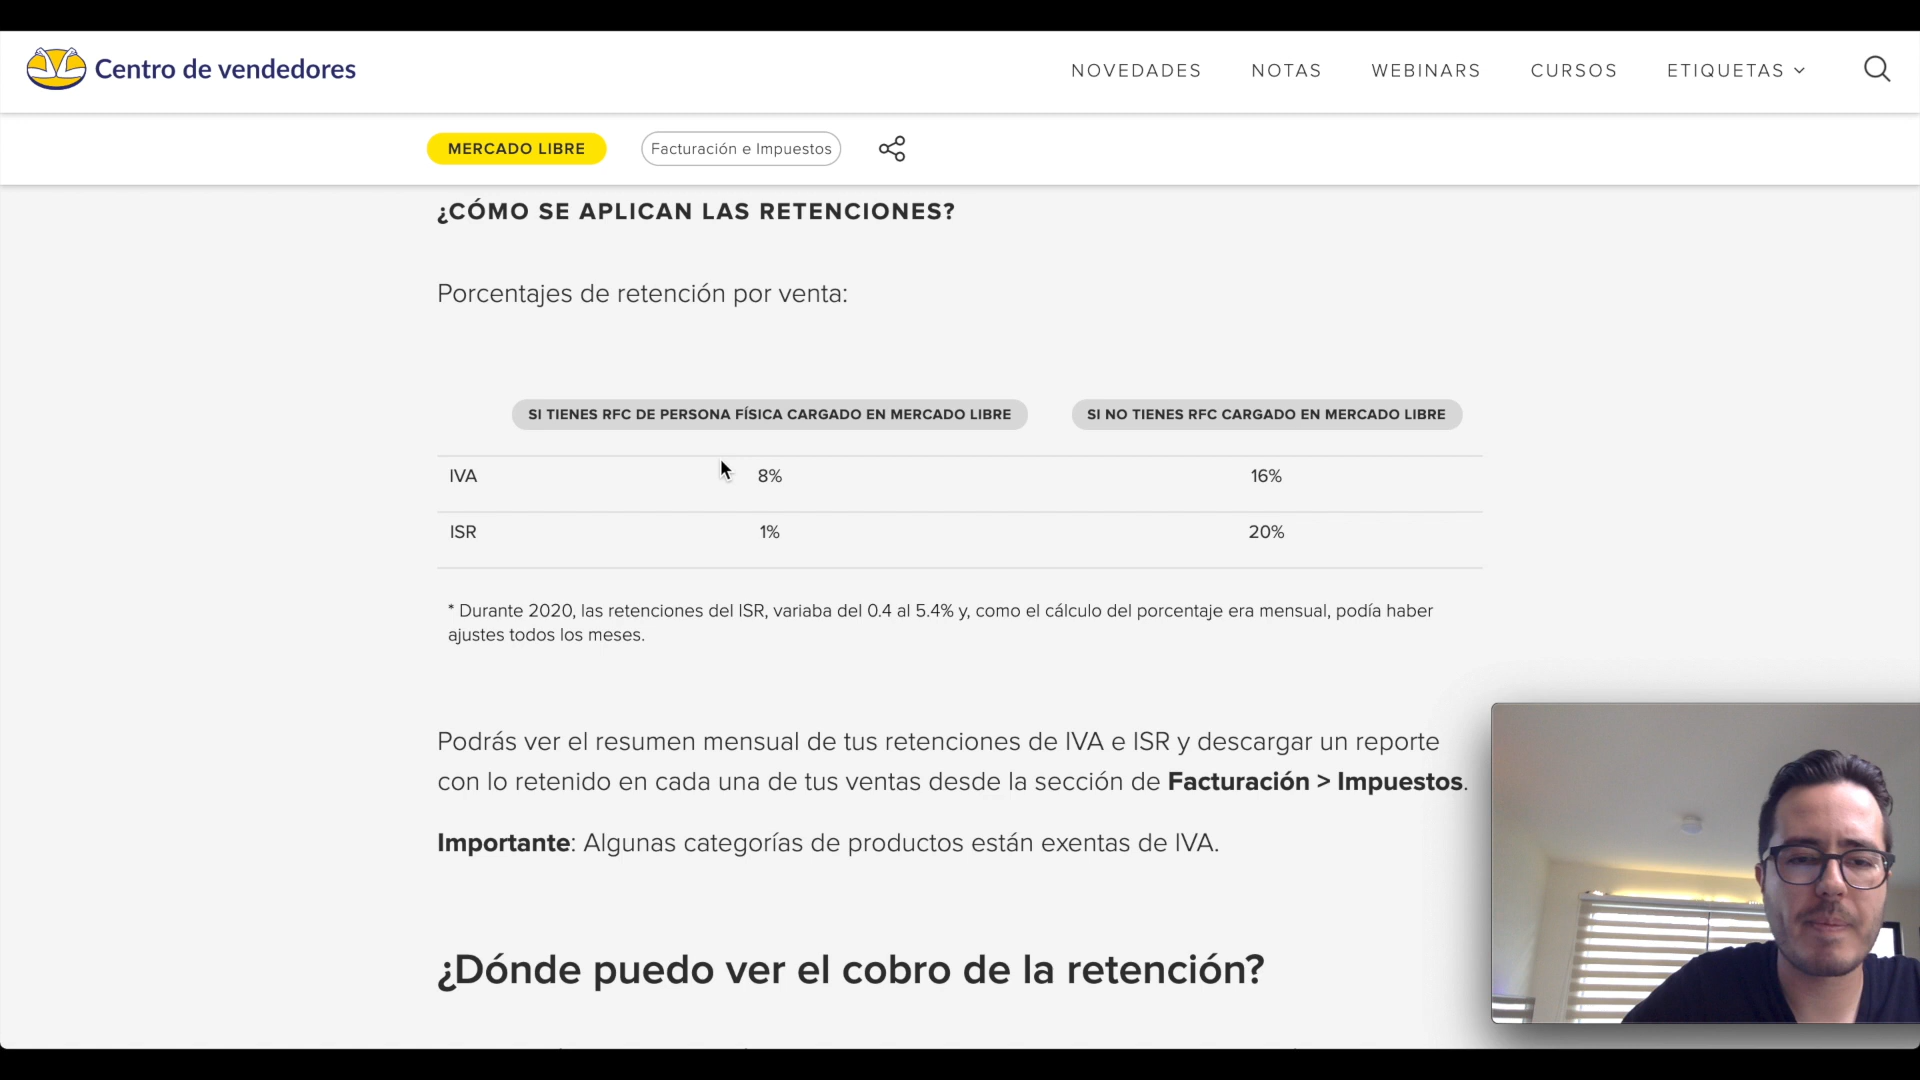 Centro de vendedores
NOVEDADES NOTAS WEBINARS CURSOS ETIQUETAS
MERCADO LIBRE Facturación e Impuestos
¿CÓMO SE APLICAN LAS RETENCIONES?
Porcentajes de retención por venta:
SI TIENES RFC DE PERSONA FÍSICA CARGADO EN MERCADO LIBRE SI NO TIENES RFC CARGADO EN MERCADO LIBRE
IVA 8% 16%
ISR 1% 20%
* Durante 2020, las retenciones del ISR, variaba del 0.4 al 5.4% y, como el cálculo del porcentaje era mensual, podía haber
ajustes todos los meses.
Podrás ver el resumen mensual de tus retenciones de IVA e ISR y descargar un reporte
con lo retenido en cada una de tus ventas desde la sección de Facturación > Impuestos.
Importante: Algunas categorías de productos están exentas de IVA.
¿Dónde puedo ver el cobro de la retención?